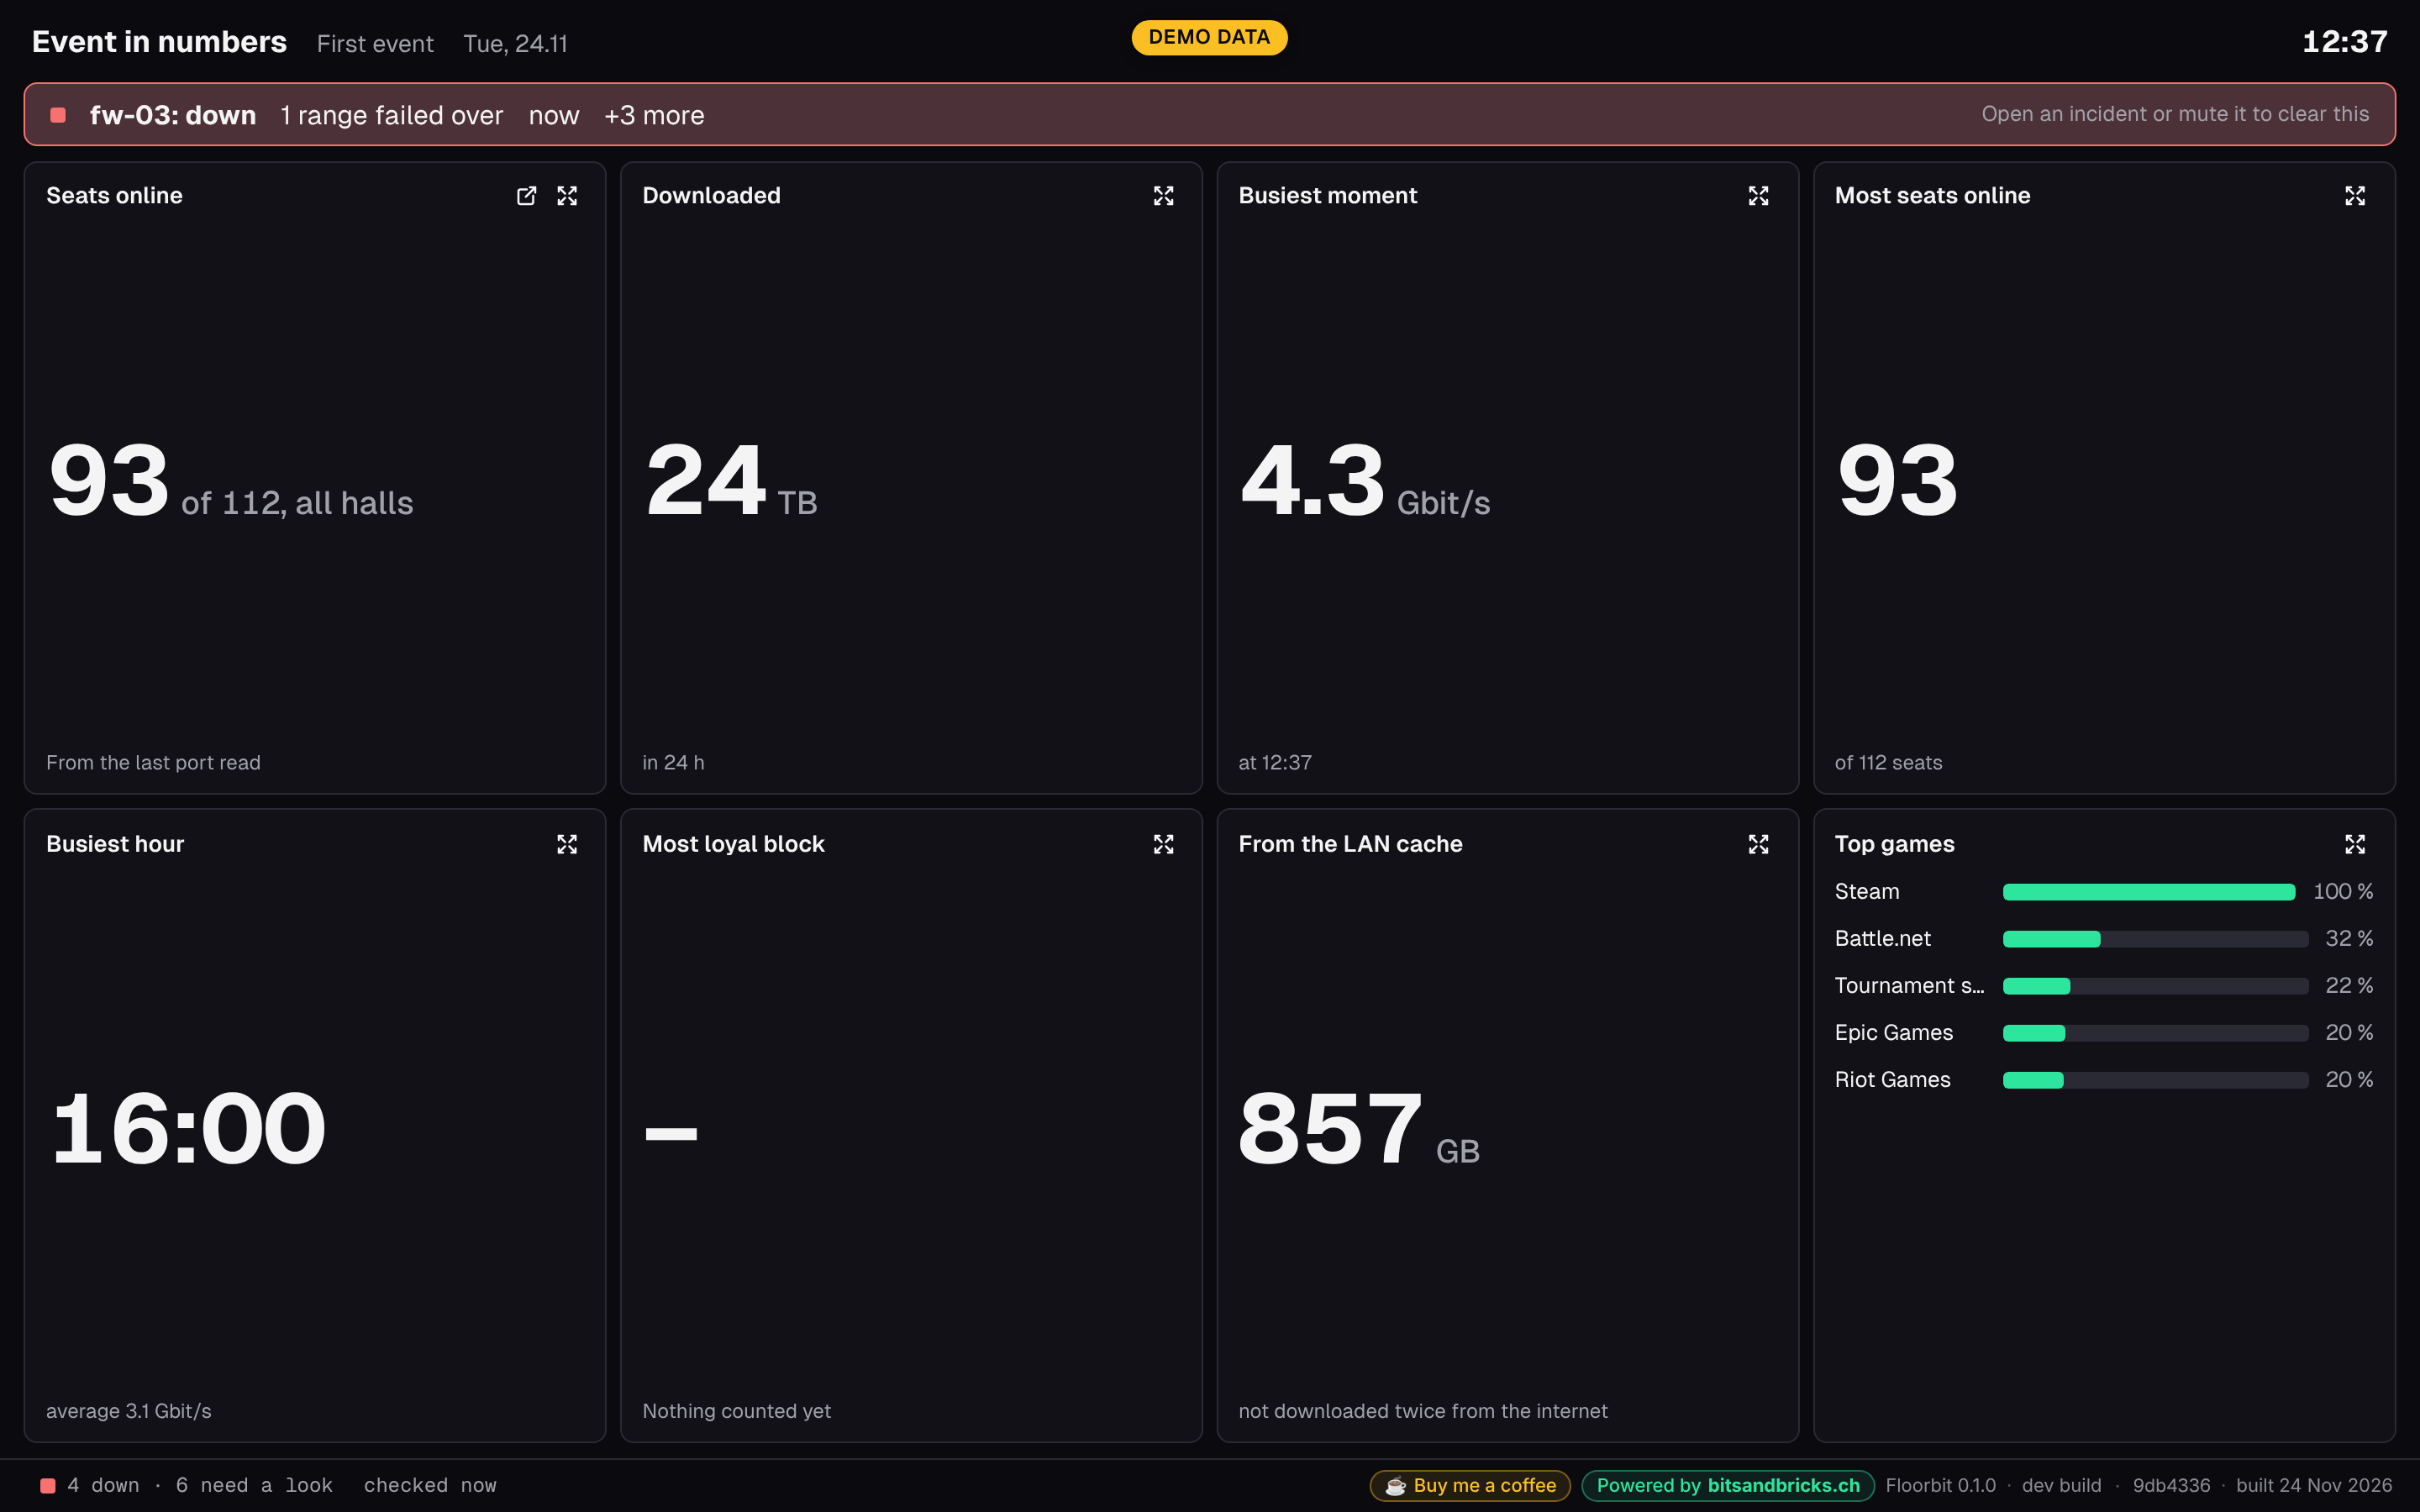 Event in numbers First event Tue, 24.11 DEMO DATA 12:37
fw-03: down 1 range failed over now +3 more Open an incident or mute it to clear this
Seats online
93 of 112, all halls
From the last port read
Downloaded
24 TB
in 24 h
Busiest moment
4.3 Gbit/s
at 12:37
Most seats online
93
of 112 seats
Busiest hour
16:00
average 3.1 Gbit/s
Most loyal block
–
Nothing counted yet
From the LAN cache
857 GB
not downloaded twice from the internet
Top games
Steam 100 %
Battle.net 32 %
Tournament s... 22 %
Epic Games 20 %
Riot Games 20 %
4 down · 6 need a look checked now ☕ Buy me a coffee Powered by bitsandbricks.ch Floorbit 0.1.0 · dev build · 9db4336 · built 24 Nov 2026